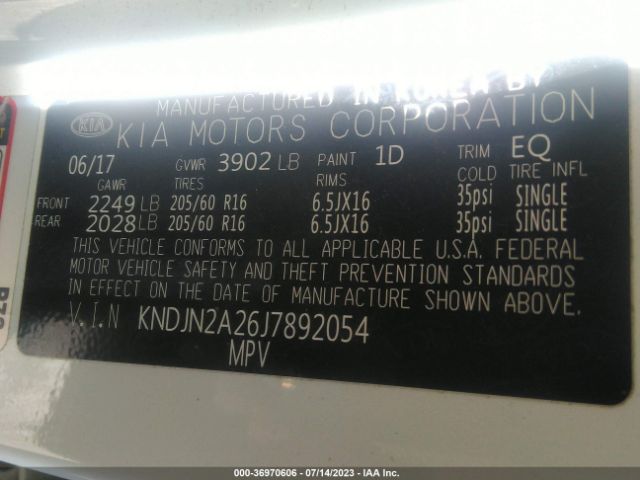 MANUFACTURED IN KOREA BY
KIA KIA MOTORS CORPORATION
06/17 GVWR 3902 LB PAINT 1D TRIM EQ
GAWR TIRES RIMS COLD TIRE INFL
FRONT 2249 LB 205/60 R16 6.5JX16 35psi SINGLE
REAR 2028 LB 205/60 R16 6.5JX16 35psi SINGLE
THIS VEHICLE CONFORMS TO ALL APPLICABLE U.S.A. FEDERAL
MOTOR VEHICLE SAFETY AND THEFT PREVENTION STANDARDS
IN EFFECT ON THE DATE OF MANUFACTURE SHOWN ABOVE.
V.I.N KNDJN2A26J7892054
MPV
000-36970606 - 07/14/2023 - IAA Inc.